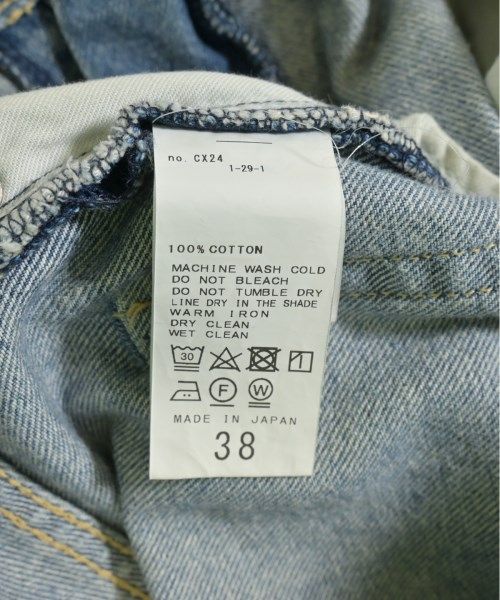 no. CX24
1-29-1
100% COTTON
MACHINE WASH COLD
DO NOT BLEACH
DO NOT TUMBLE DRY
LINE DRY IN THE SHADE
WARM IRON
DRY CLEAN
WET CLEAN
30
F W
MADE IN JAPAN
38